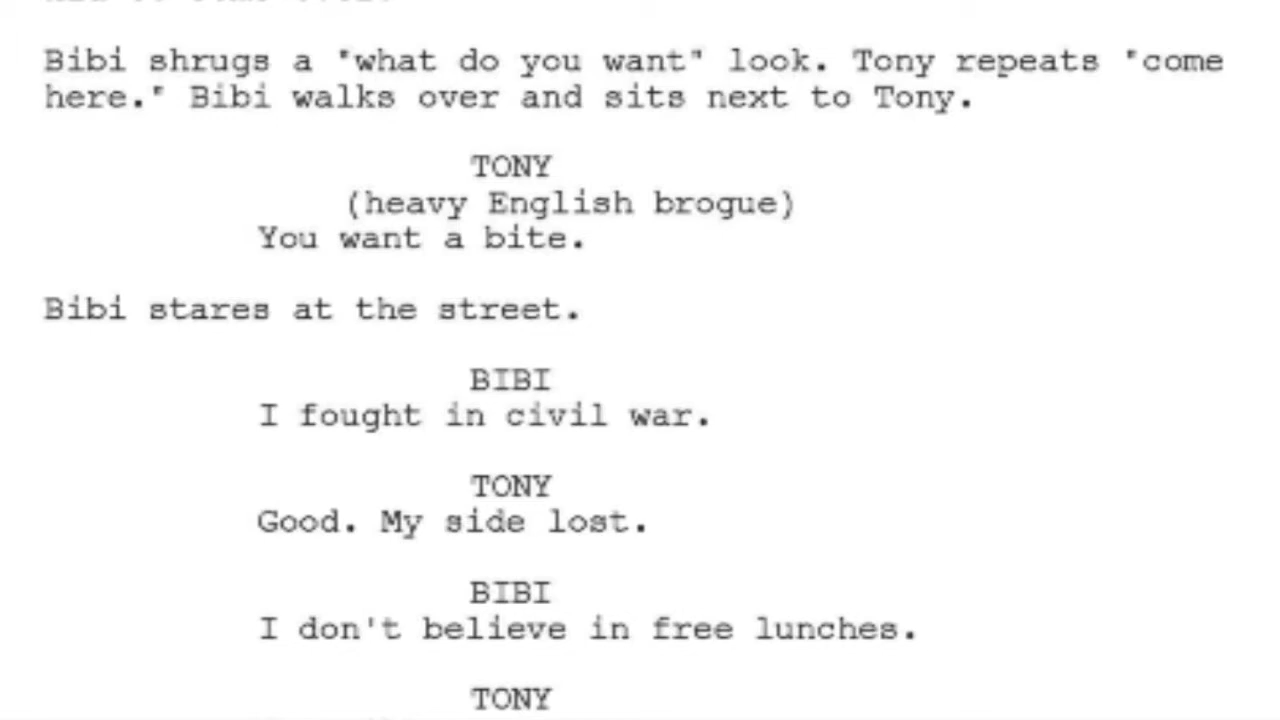 Bibi shrugs a "what do you want" look. Tony repeats "come
here." Bibi walks over and sits next to Tony.
TONY
(heavy English brogue)
You want a bite.
Bibi stares at the street.
BIBI
I fought in civil war.
TONY
Good. My side lost.
BIBI
I don't believe in free lunches.
TONY